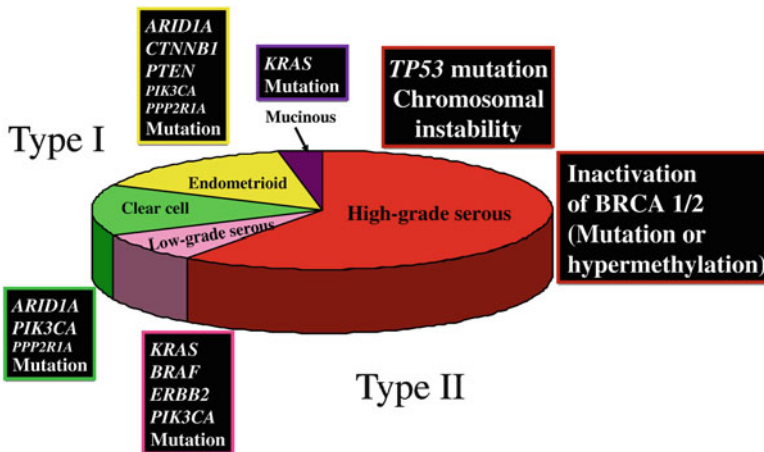 ARID1A
CTNNB1
PTEN
PIK3CA
PPP2R1A
Mutation
KRAS
Mutation
Mucinous
TP53 mutation
Chromosomal
instability
Type I
Endometrioid
Clear cell
Low-grade serous
High-grade serous
Inactivation
of BRCA 1/2
(Mutation or
hypermethylation)
ARID1A
PIK3CA
PPP2R1A
Mutation
KRAS
BRAF
ERBB2
PIK3CA
Mutation
Type II